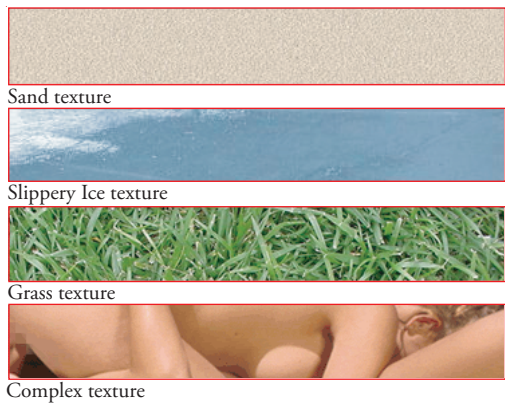 Sand texture
Slippery Ice texture
Grass texture
Complex texture